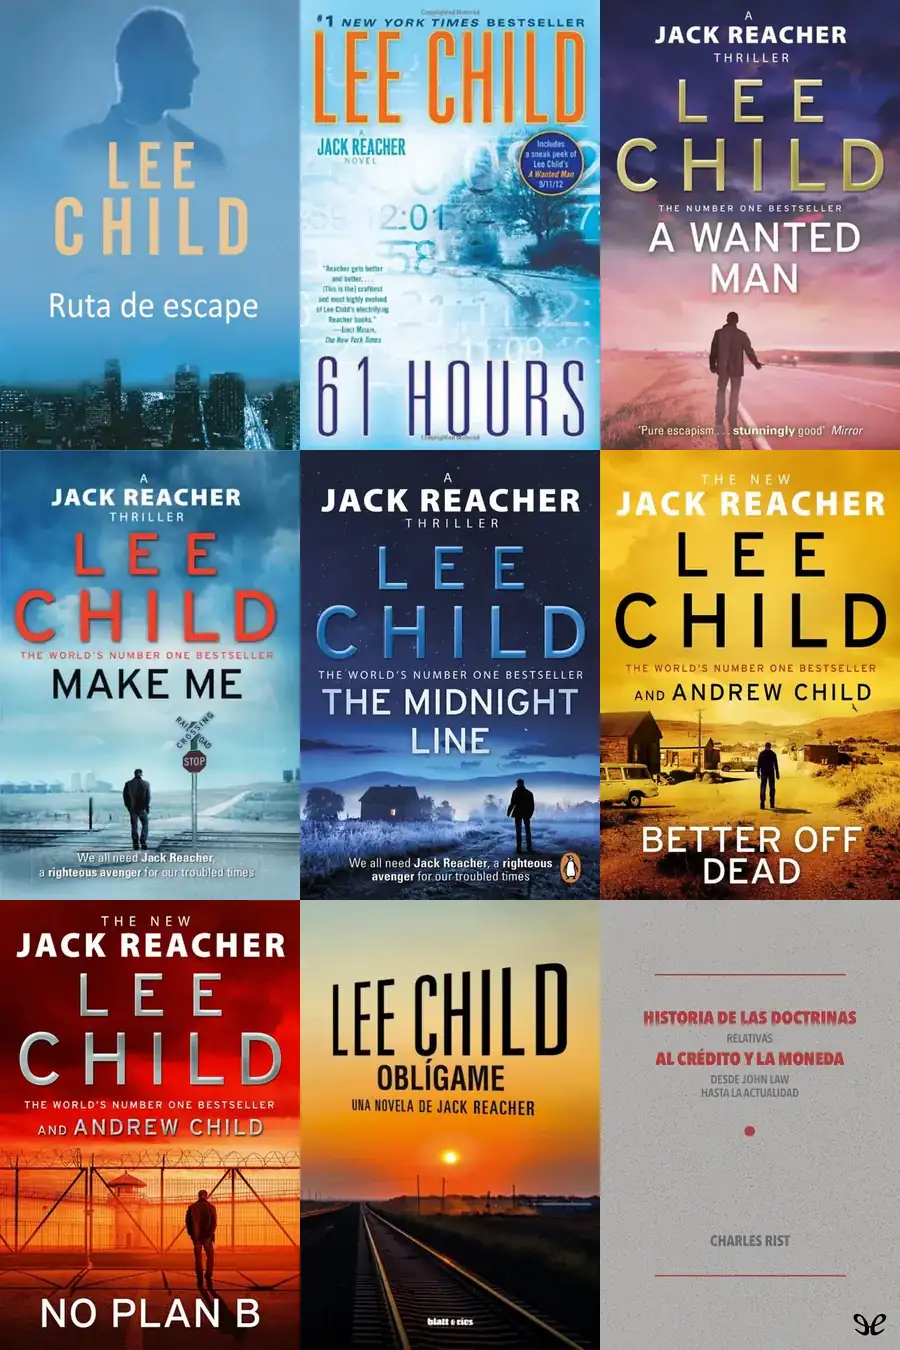 LEE
CHILD
Ruta de escape
#1 NEW YORK TIMES BESTSELLER
LEE CHILD
A
JACK REACHER
NOVEL
Includes
a sneak peek of
Lee Child's
A Wanted Man
9/11/12
12:01
58
"Reacher gets better
and better. . . .
[This is the] craftiest
and most highly evolved
of Lee Child's electrifying
Reacher books."
—JANET MASLIN,
The New York Times
11:09
61 HOURS
Copyrighted Material
A
JACK REACHER
THRILLER
LEE
CHILD
THE NUMBER ONE BESTSELLER
A WANTED
MAN
'Pure escapism . . . stunningly good' Mirror
A
JACK REACHER
THRILLER
LEE
CHILD
THE WORLD'S NUMBER ONE BESTSELLER
MAKE ME
RAILROAD
CROSSING
STOP
We all need Jack Reacher,
a righteous avenger for our troubled times
A
JACK REACHER
THRILLER
LEE
CHILD
THE WORLD'S NUMBER ONE BESTSELLER
THE MIDNIGHT
LINE
We all need Jack Reacher, a righteous
avenger for our troubled times
THE NEW
JACK REACHER
LEE
CHILD
THE WORLD'S NUMBER ONE BESTSELLER
AND ANDREW CHILD
BETTER OFF
DEAD
THE NEW
JACK REACHER
LEE
CHILD
THE WORLD'S NUMBER ONE BESTSELLER
AND ANDREW CHILD
NO PLAN B
LEE CHILD
OBLÍGAME
UNA NOVELA DE JACK REACHER
blatt & ríos
HISTORIA DE LAS DOCTRINAS
RELATIVAS
AL CRÉDITO Y LA MONEDA
DESDE JOHN LAW
HASTA LA ACTUALIDAD
CHARLES RIST